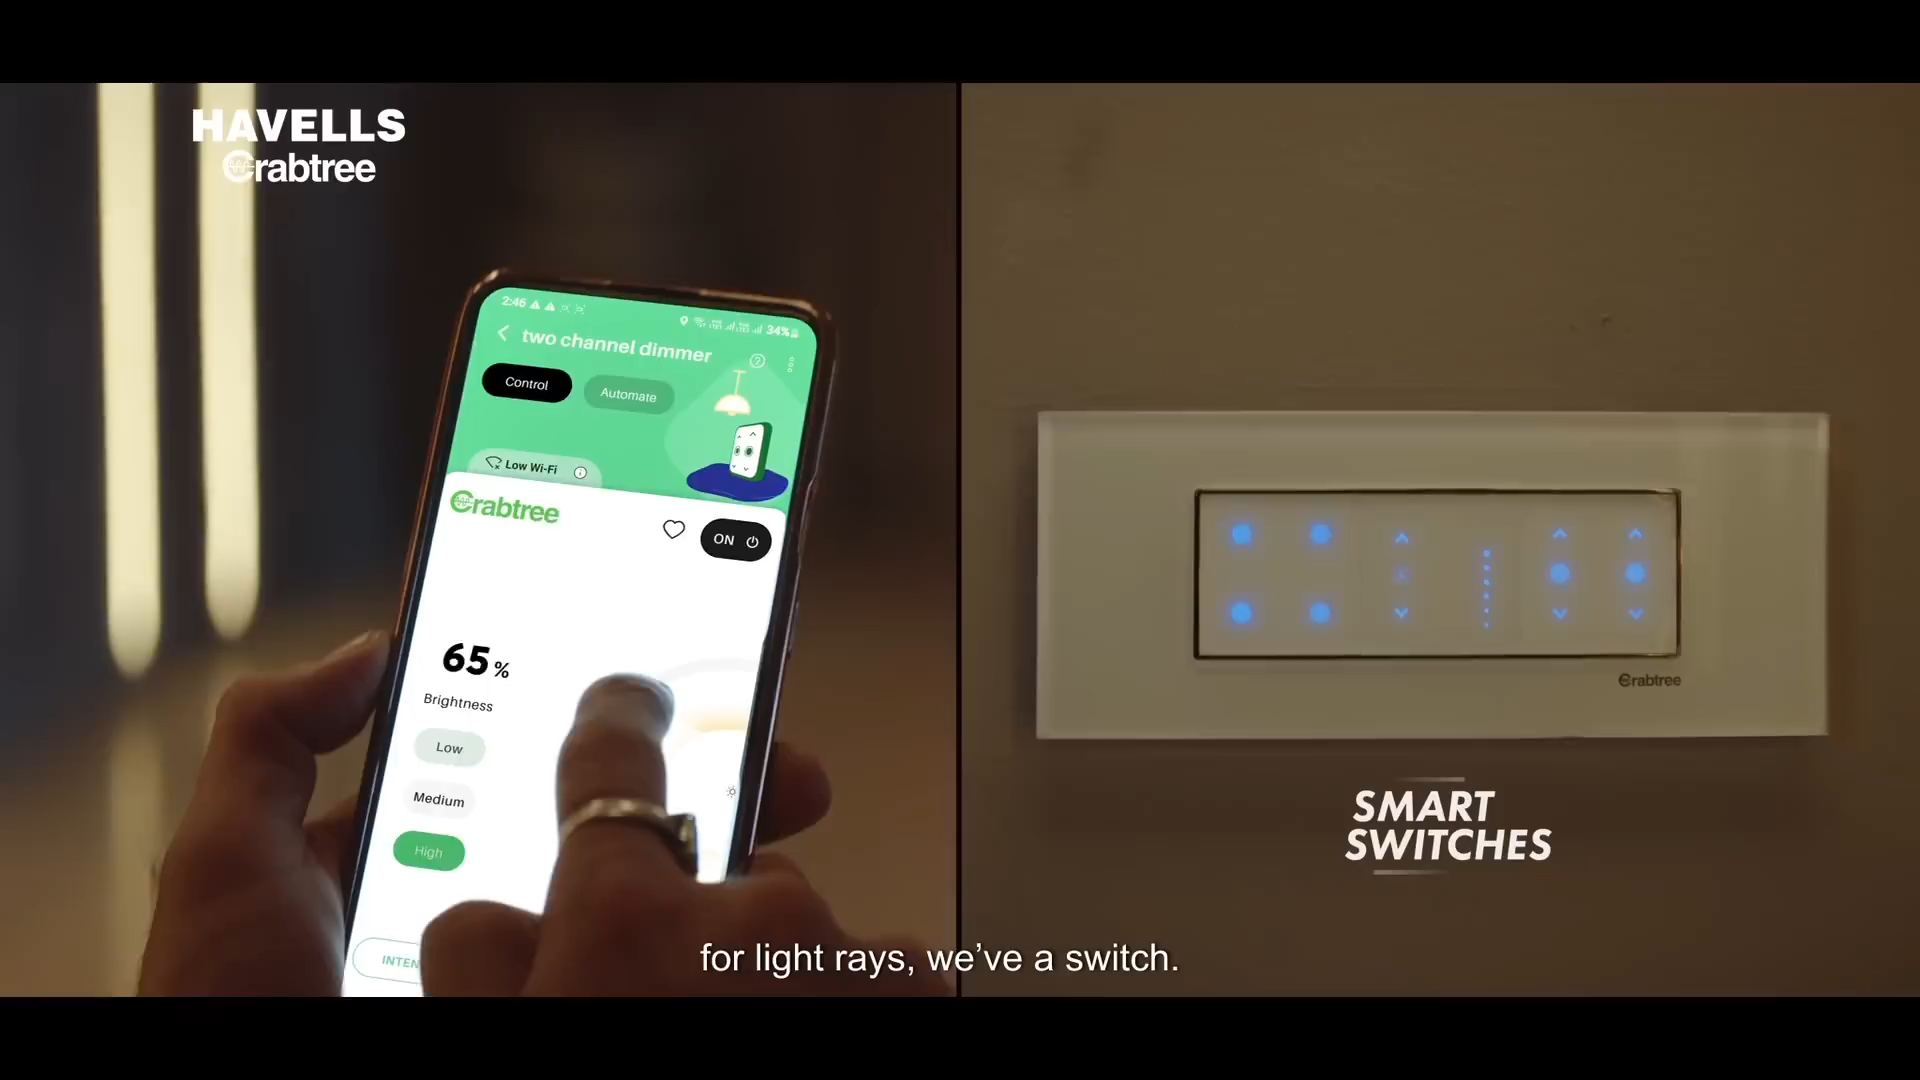 HAVELLS
Crabtree
2:46
34%
two channel dimmer
Control
Automate
Low Wi-Fi
Crabtree
ON
65%
Brightness
Low
Medium
High
INTEN
Crabtree
SMART
SWITCHES
for light rays, we've a switch.